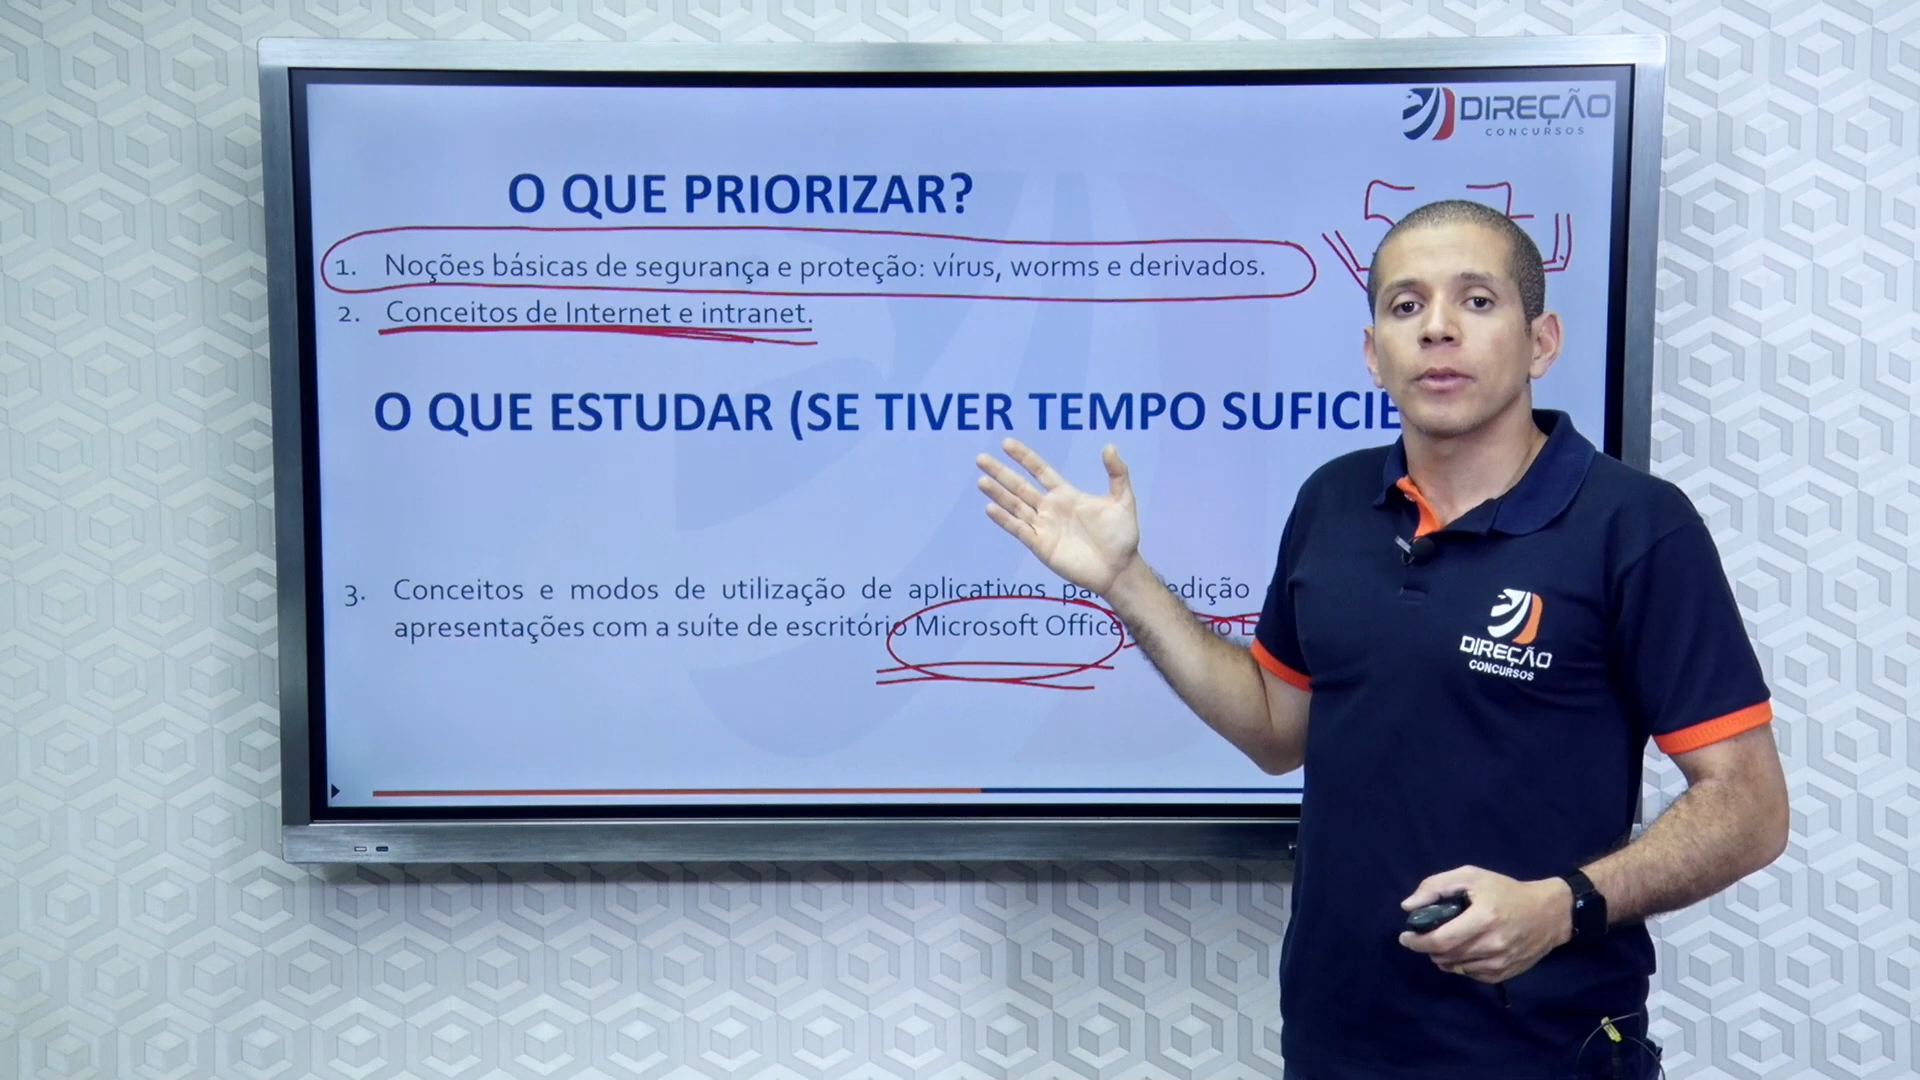 DIREÇÃO
CONCURSOS
O QUE PRIORIZAR?
1. Noções básicas de segurança e proteção: vírus, worms e derivados.
2. Conceitos de Internet e intranet.
O QUE ESTUDAR (SE TIVER TEMPO SUFICIE
3. Conceitos e modos de utilização de aplicativos edição
apresentações com a suíte de escritório Microsoft Office
DIREÇÃO
CONCURSOS